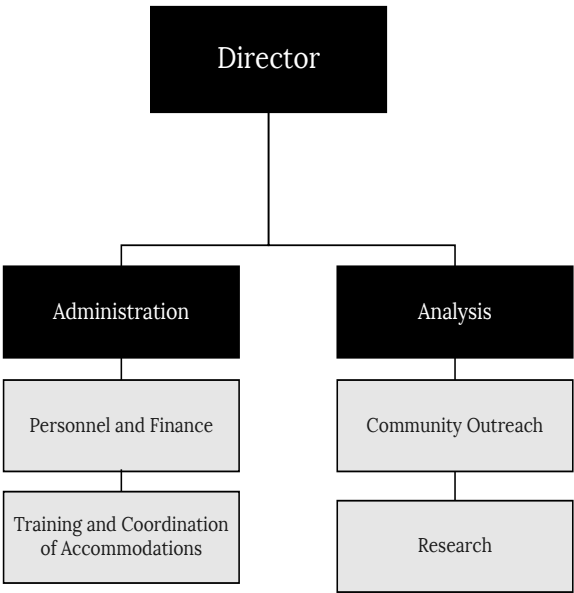 Director
Administration
Analysis
Personnel and Finance
Community Outreach
Training and Coordination
of Accommodations
Research